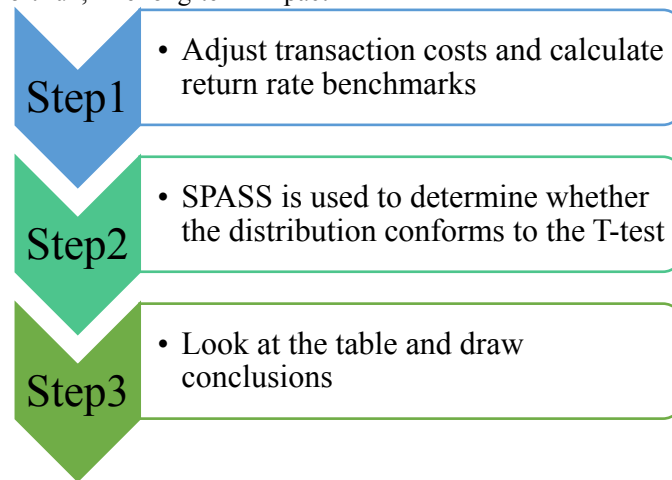 Step1
• Adjust transaction costs and calculate
return rate benchmarks
Step2
• SPASS is used to determine whether
the distribution conforms to the T-test
Step3
• Look at the table and draw
conclusions